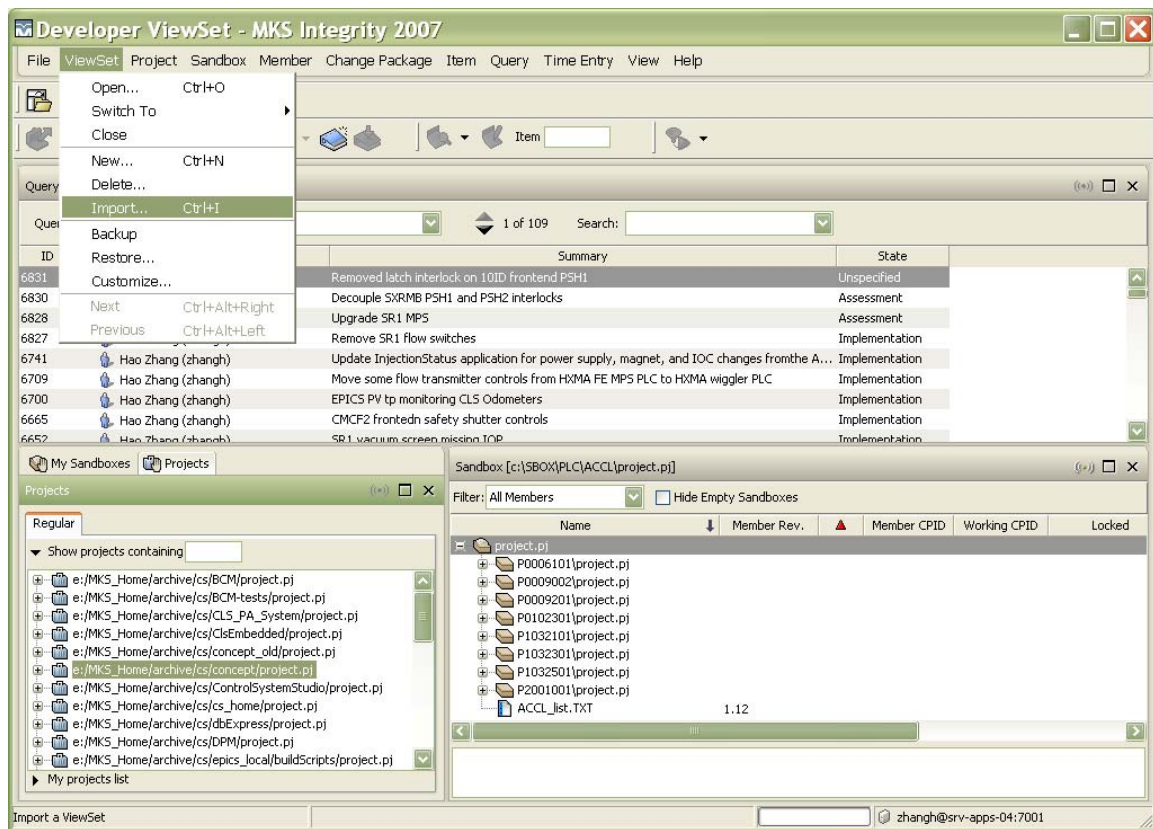 Developer ViewSet - MKS Integrity 2007
File ViewSet Project Sandbox Member Change Package Item Query Time Entry View Help
Open... Ctrl+O
Switch To
Close
New... Ctrl+N
Delete...
Import... Ctrl+I
Backup
Restore...
Customize...
Next Ctrl+Alt+Right
Previous Ctrl+Alt+Left
Item
Query
1 of 109 Search:
ID Summary State
6831 Removed latch interlock on 10ID frontend PSH1 Unspecified
6830 Decouple SXRMB PSH1 and PSH2 interlocks Assessment
6828 Upgrade SR1 MPS Assessment
6827 Remove SR1 flow switches Implementation
6741 Hao Zhang (zhangh) Update InjectionStatus application for power supply, magnet, and IOC changes fromthe A... Implementation
6709 Hao Zhang (zhangh) Move some flow transmitter controls from HXMA FE MPS PLC to HXMA wiggler PLC Implementation
6700 Hao Zhang (zhangh) EPICS PV tp monitoring CLS Odometers Implementation
6665 Hao Zhang (zhangh) CMCF2 frontedn safety shutter controls Implementation
6652 Hao Zhang (zhangh) SR1 vacuum screen missing IOP Implementation
My Sandboxes Projects
Projects
Regular
Show projects containing
e:/MKS_Home/archive/cs/BCM/project.pj
e:/MKS_Home/archive/cs/BCM-tests/project.pj
e:/MKS_Home/archive/cs/CLS_PA_System/project.pj
e:/MKS_Home/archive/cs/ClsEmbedded/project.pj
e:/MKS_Home/archive/cs/concept_old/project.pj
e:/MKS_Home/archive/cs/concept/project.pj
e:/MKS_Home/archive/cs/ControlSystemStudio/project.pj
e:/MKS_Home/archive/cs/cs_home/project.pj
e:/MKS_Home/archive/cs/dbExpress/project.pj
e:/MKS_Home/archive/cs/DPM/project.pj
e:/MKS_Home/archive/cs/epics_local/buildScripts/project.pj
My projects list
Sandbox [c:\SBOX\PLC\ACCL\project.pj]
Filter: All Members Hide Empty Sandboxes
Name Member Rev. Member CPID Working CPID Locked
project.pj
P0006101\project.pj
P0009002\project.pj
P0009201\project.pj
P0102301\project.pj
P1032101\project.pj
P1032301\project.pj
P1032501\project.pj
P2001001\project.pj
ACCL_list.TXT 1.12
Import a ViewSet
zhangh@srv-apps-04:7001